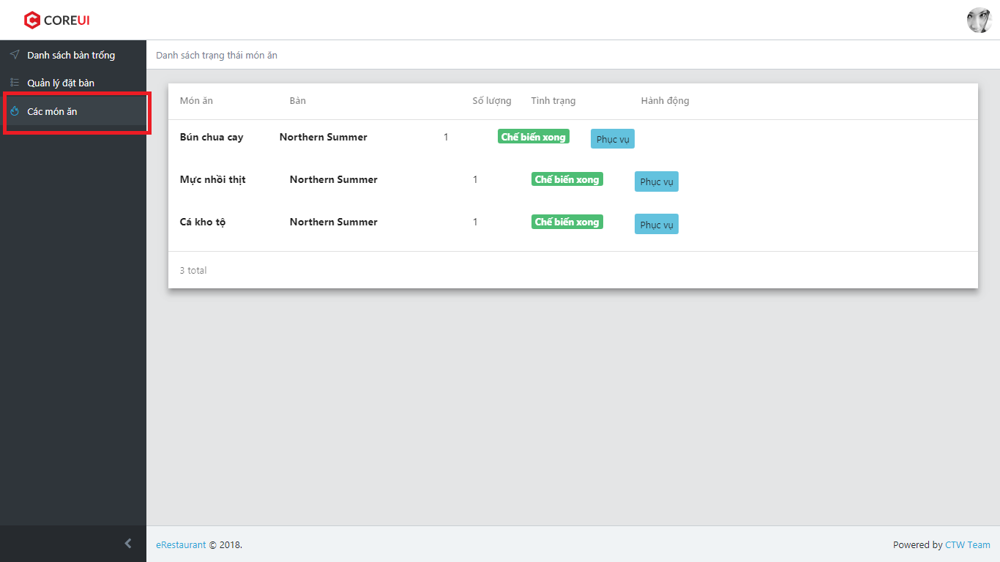 COREUI
Danh sách bàn trống
Quản lý đặt bàn
Các món ăn
Danh sách trạng thái món ăn
Món ăn Bàn Số lượng Tình trạng Hành động
Bún chua cay Northern Summer 1 Chế biến xong Phục vụ
Mực nhồi thịt Northern Summer 1 Chế biến xong Phục vụ
Cá kho tộ Northern Summer 1 Chế biến xong Phục vụ
3 total
eRestaurant © 2018. Powered by CTW Team